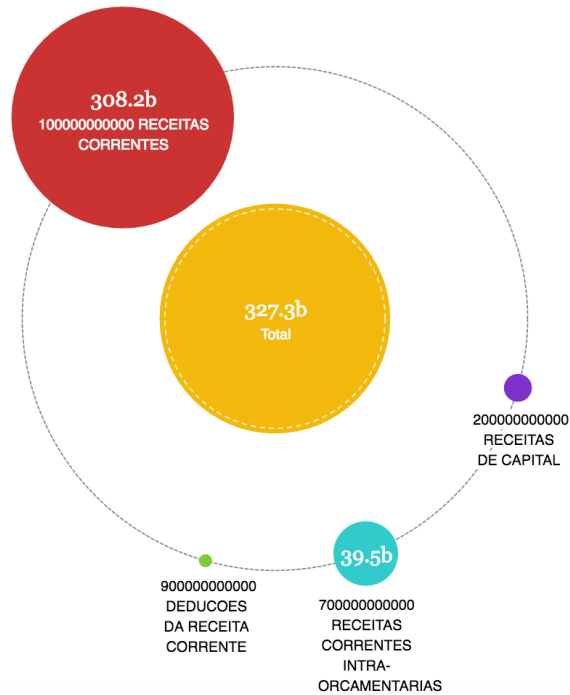 308.2b
100000000000 RECEITAS
CORRENTES
327.3b
Total
200000000000
RECEITAS
DE CAPITAL
39.5b
700000000000
RECEITAS
CORRENTES
INTRA-
ORCAMENTARIAS
900000000000
DEDUCOES
DA RECEITA
CORRENTE